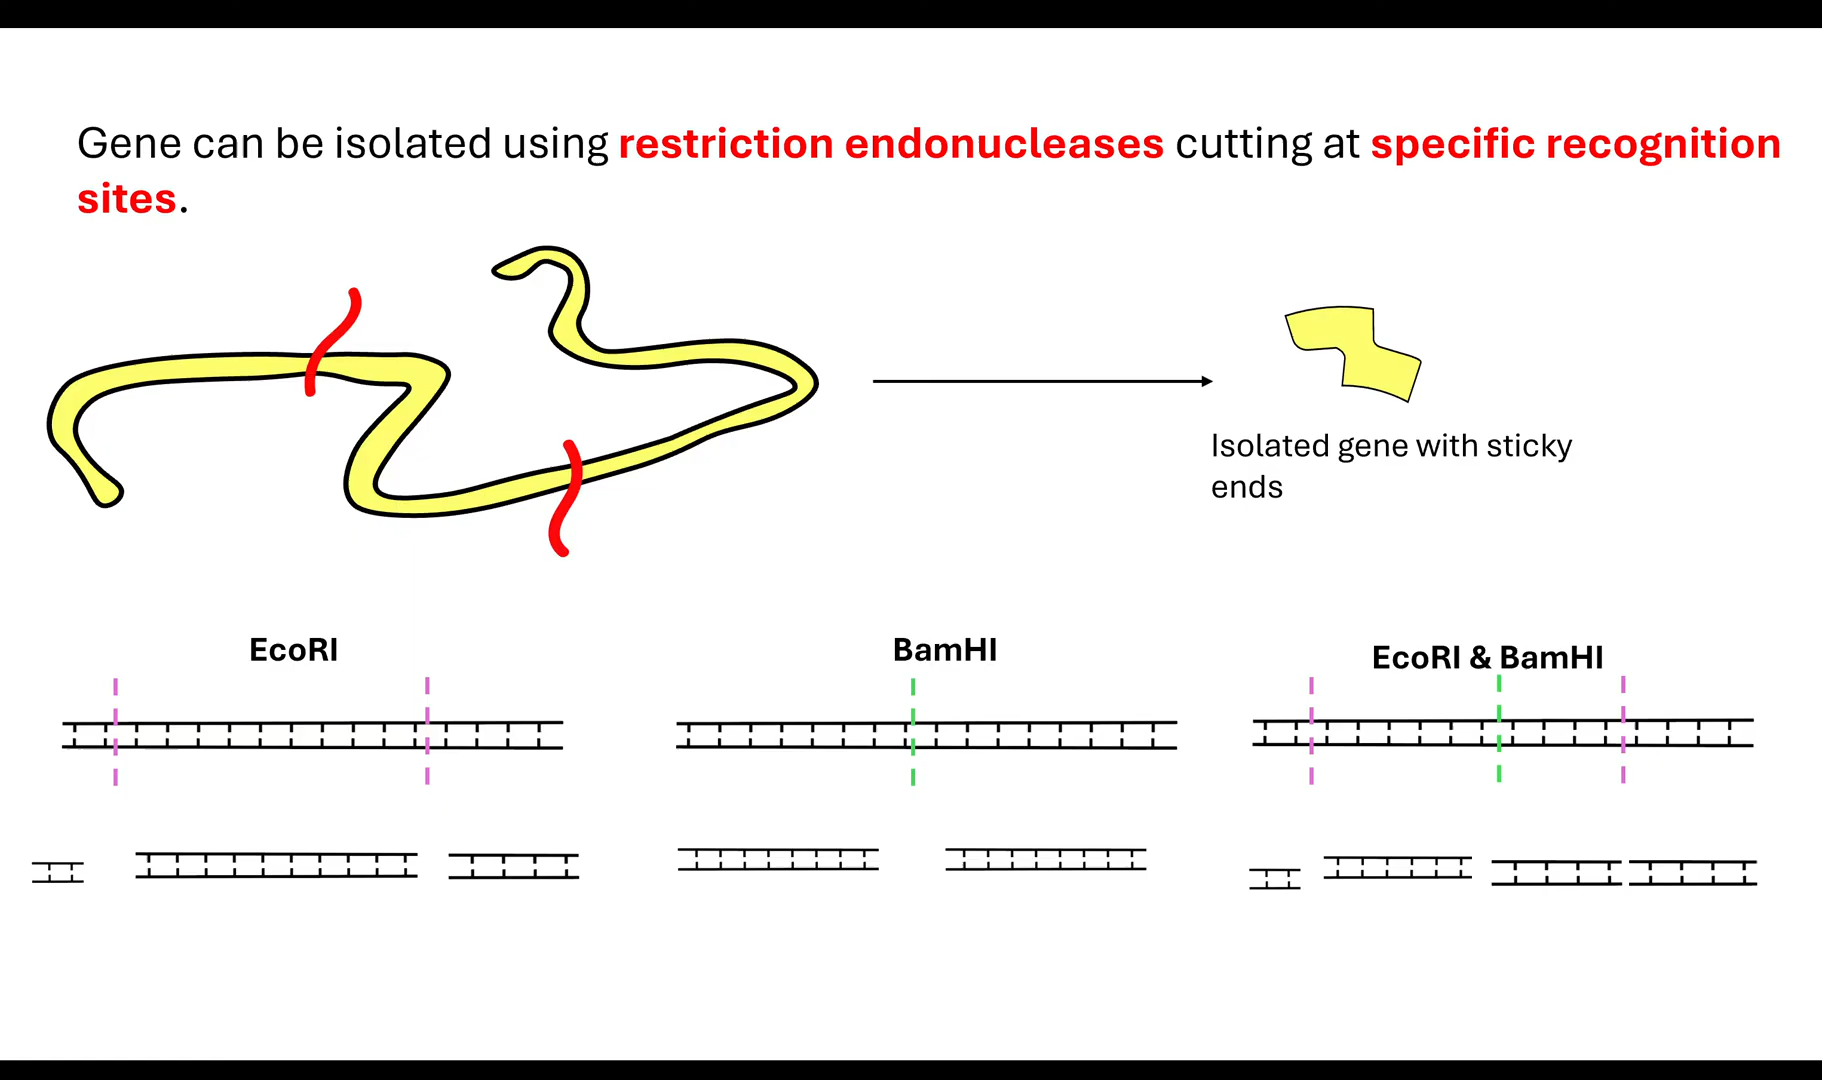 Gene can be isolated using restriction endonucleases cutting at specific recognition
sites.
Isolated gene with sticky
ends
EcoRI
BamHI
EcoRI & BamHI